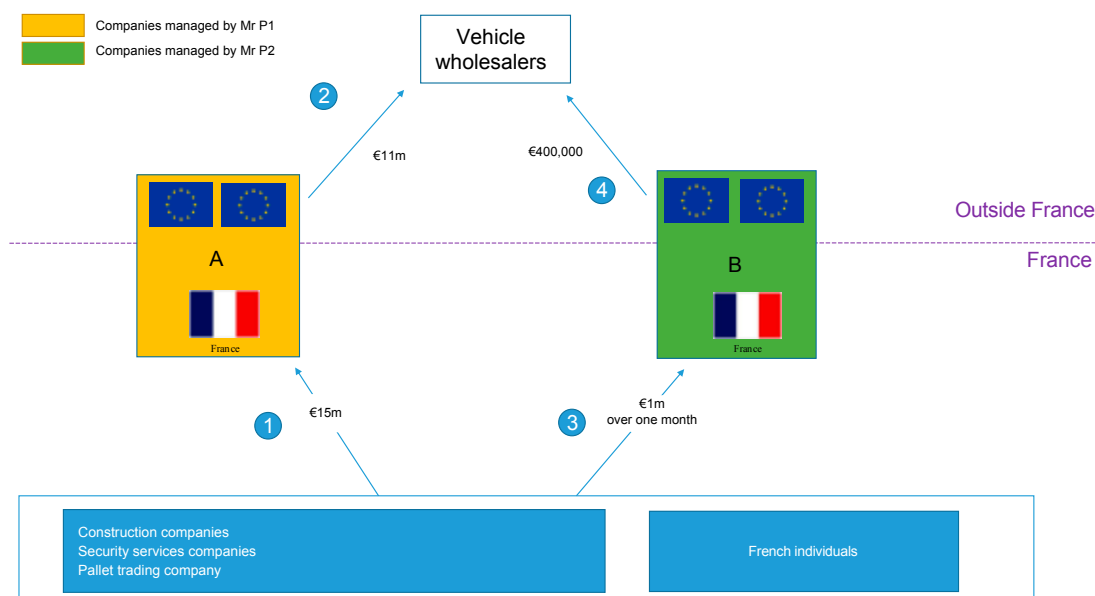 Companies managed by Mr P1
Companies managed by Mr P2
Vehicle
wholesalers
2
€11m
€400,000
4
Outside France
France
A
France
B
France
1
€15m
3
€1m
over one month
Construction companies
Security services companies
Pallet trading company
French individuals